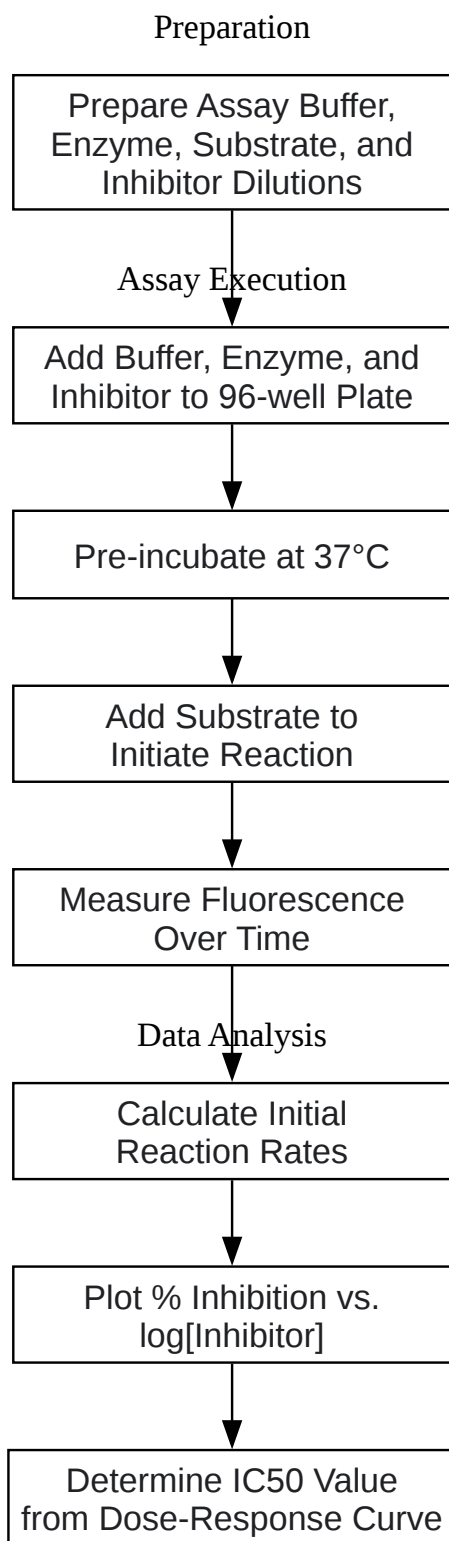 Preparation
Prepare Assay Buffer,
Enzyme, Substrate, and
Inhibitor Dilutions
Assay Execution
Add Buffer, Enzyme, and
Inhibitor to 96-well Plate
Pre-incubate at 37°C
Add Substrate to
Initiate Reaction
Measure Fluorescence
Over Time
Data Analysis
Calculate Initial
Reaction Rates
Plot % Inhibition vs.
log[Inhibitor]
Determine IC50 Value
from Dose-Response Curve